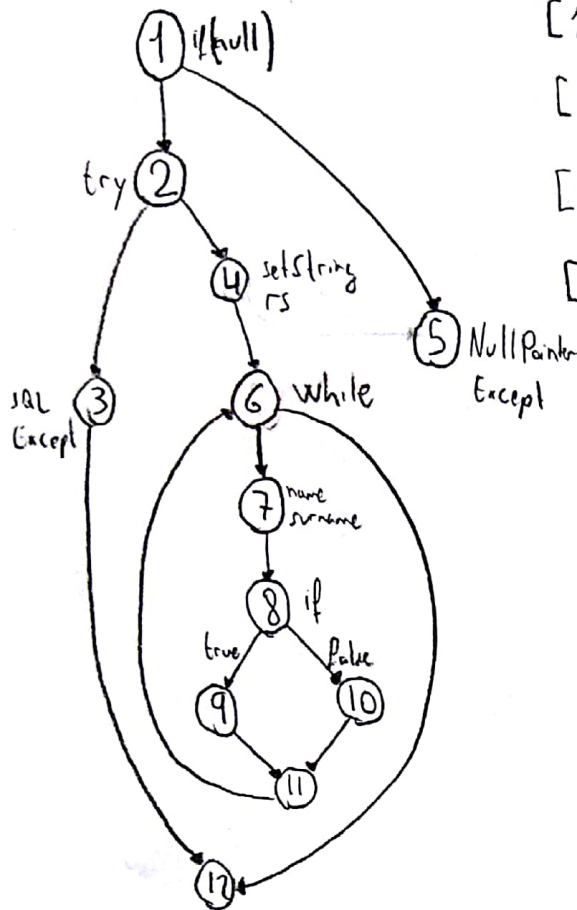 1 if(null) [
[
try 2 [
4 setString
rs [
5 NullPointer
Except
3 SQL
Except
6 while
7 name
surname
8 if
true false
9 10
11
12